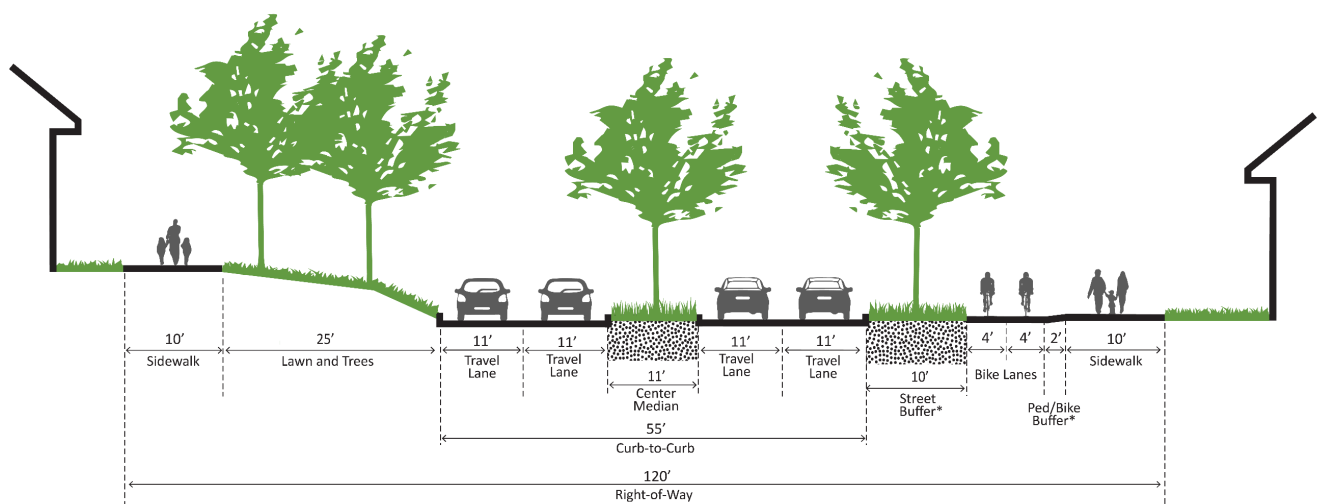 10’
Sidewalk
25’
Lawn and Trees
11’
Travel
Lane
11’
Travel
Lane
11’
Center
Median
11’
Travel
Lane
11’
Travel
Lane
10’
Street
Buffer*
4’
4’
Bike Lanes
2’
Ped/Bike
Buffer*
10’
Sidewalk
55’
Curb-to-Curb
120’
Right-of-Way